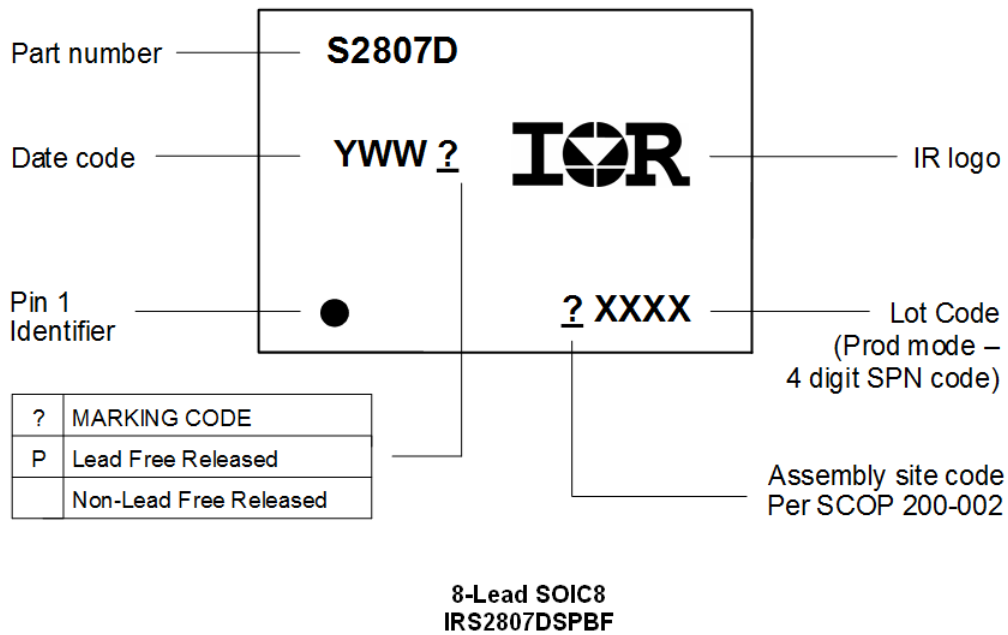 Part number
S2807D
Date code
YWW ?
IOR
IR logo
Pin 1
Identifier
? XXXX
Lot Code
(Prod mode –
4 digit SPN code)
? MARKING CODE
P Lead Free Released
Non-Lead Free Released
Assembly site code
Per SCOP 200-002
8-Lead SOIC8
IRS2807DSPBF